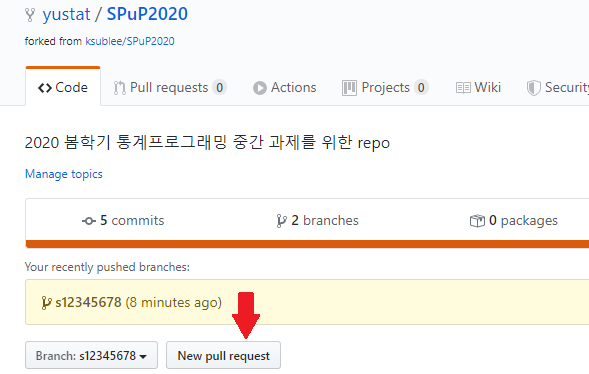 yustat / SPuP2020
forked from ksublee/SPuP2020
Code Pull requests 0 Actions Projects 0 Wiki Security
2020 봄학기 통계프로그래밍 중간 과제를 위한 repo
Manage topics
5 commits 2 branches 0 packages
Your recently pushed branches:
s12345678 (8 minutes ago)
Branch: s12345678 New pull request